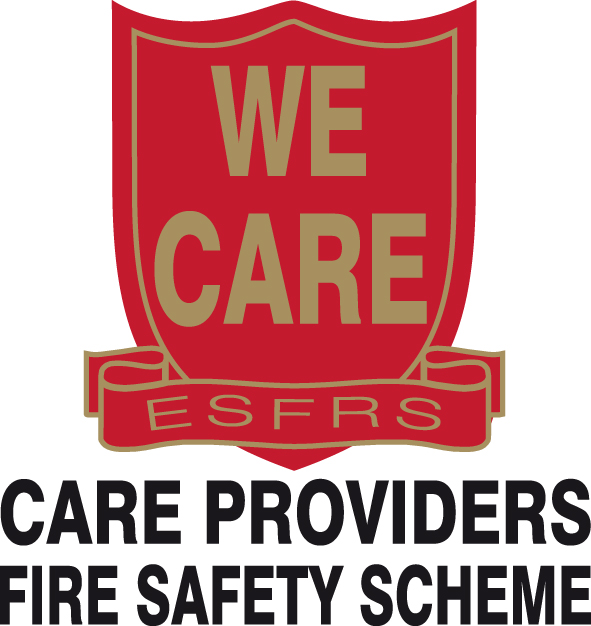 WE
CARE
ESFRS
CARE PROVIDERS
FIRE SAFETY SCHEME